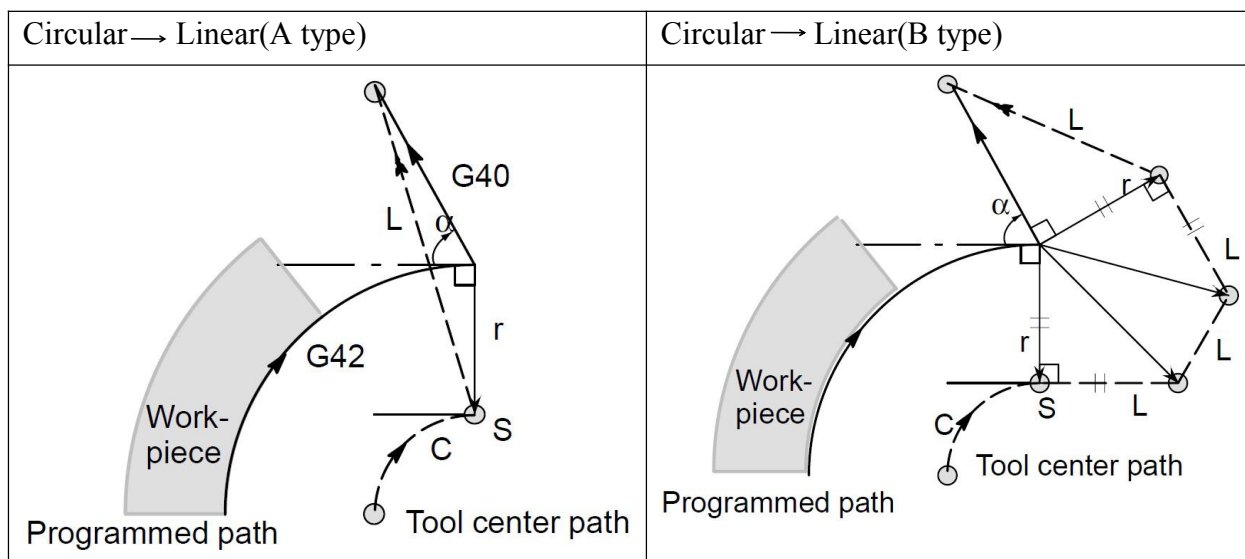 Circular → Linear(A type)
Circular → Linear(B type)
G40
L
α
r
G42
Work-
piece
C
S
Programmed path
Tool center path
L
r
α
L
r
L
Work-
piece
S
L
C
Tool center path
Programmed path